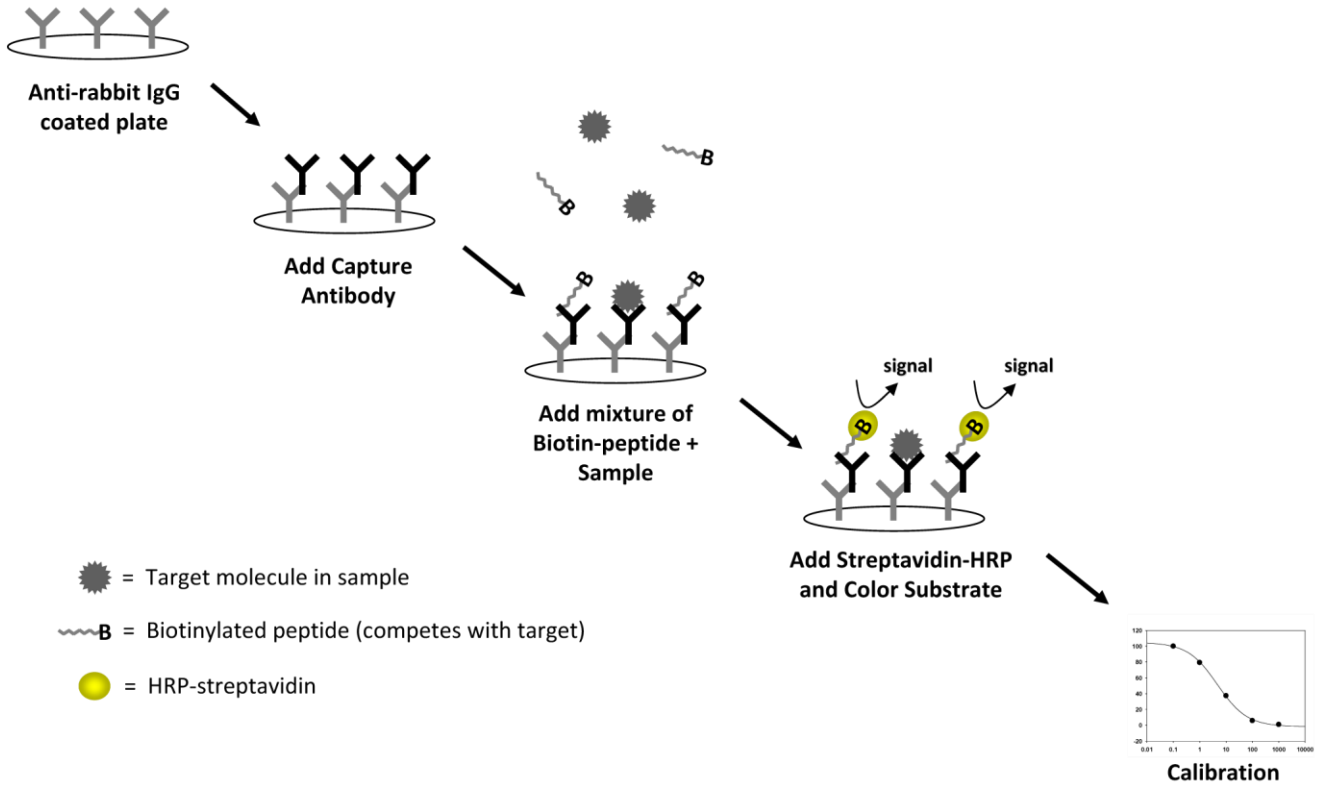 Anti-rabbit IgG
coated plate
Add Capture
Antibody
B
B
B
B
Add mixture of
Biotin-peptide +
Sample
signal
signal
B
B
Add Streptavidin-HRP
and Color Substrate
= Target molecule in sample
B = Biotinylated peptide (competes with target)
= HRP-streptavidin
120
100
80
60
40
20
0
-20
0.01 0.1 1 10 100 1000 10000
Calibration